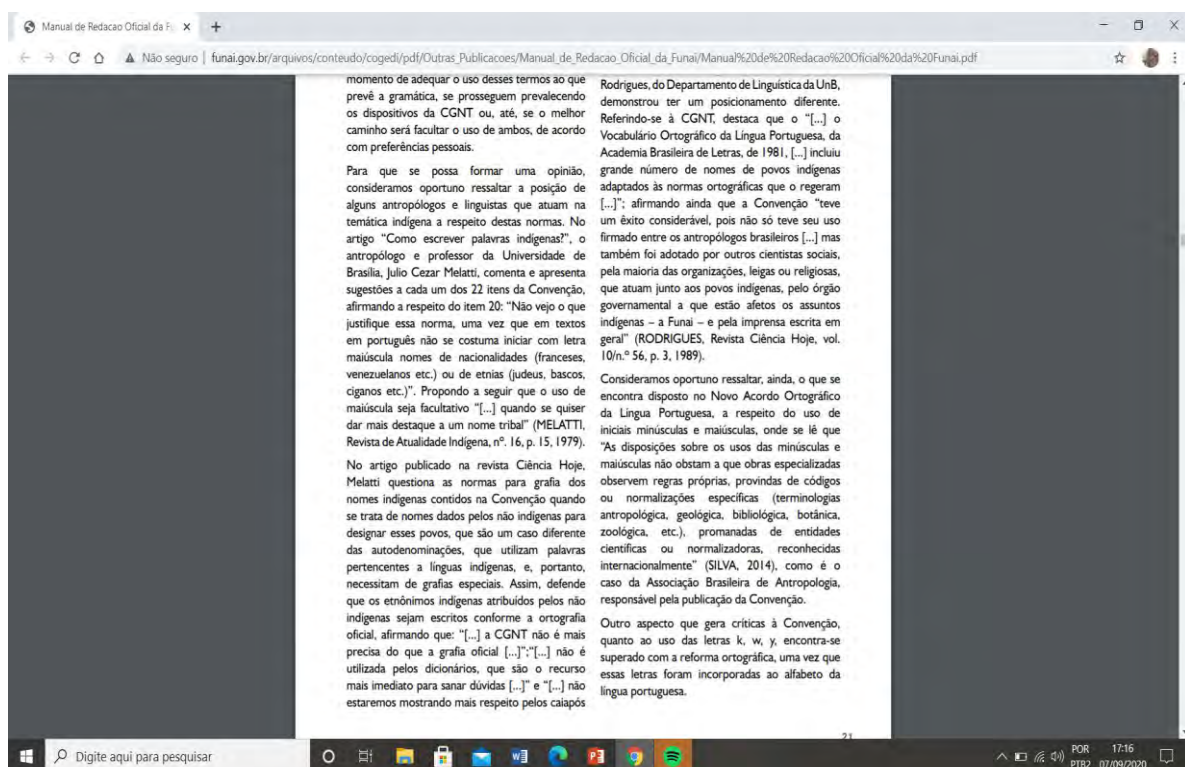 Manual de Redacao Oficial da F
Não seguro | funai.gov.br/arquivos/conteudo/cogedi/pdf/Outras_Publicacoes/Manual_de_Redacao_Oficial_da_Funai/Manual%20de%20Redacao%20Oficial%20da%20Funai.pdf
momento de adequar o uso desses termos ao que
prevê a gramática, se prosseguem prevalecendo
os dispositivos da CGNT ou, até, se o melhor
caminho será facultar o uso de ambos, de acordo
com preferências pessoais.
Para que se possa formar uma opinião,
consideramos oportuno ressaltar a posição de
alguns antropólogos e linguistas que atuam na
temática indígena a respeito destas normas. No
artigo “Como escrever palavras indígenas?”, o
antropólogo e professor da Universidade de
Brasília, Julio Cezar Melatti, comenta e apresenta
sugestões a cada um dos 22 itens da Convenção,
afirmando a respeito do item 20: “Não vejo o que
justifique essa norma, uma vez que em textos
em português não se costuma iniciar com letra
maiúscula nomes de nacionalidades (franceses,
venezuelanos etc.) ou de etnias (judeus, bascos,
ciganos etc.)”. Propondo a seguir que o uso de
maiúscula seja facultativo “[...] quando se quiser
dar mais destaque a um nome tribal” (MELATTI,
Revista de Atualidade Indígena, nº. 16, p. 15, 1979).
No artigo publicado na revista Ciência Hoje,
Melatti questiona as normas para grafia dos
nomes indígenas contidos na Convenção quando
se trata de nomes dados pelos não indígenas para
designar esses povos, que são um caso diferente
das autodenominações, que utilizam palavras
pertencentes a línguas indígenas, e, portanto,
necessitam de grafias especiais. Assim, defende
que os etnônimos indígenas atribuídos pelos não
indígenas sejam escritos conforme a ortografia
oficial, afirmando que: “[...] a CGNT não é mais
precisa do que a grafia oficial [...]”;“[...] não é
utilizada pelos dicionários, que são o recurso
mais imediato para sanar dúvidas [...]” e “[...] não
estaremos mostrando mais respeito pelos caiapós
Rodrigues, do Departamento de Linguística da UnB,
demonstrou ter um posicionamento diferente.
Referindo-se à CGNT, destaca que o “[...] o
Vocabulário Ortográfico da Língua Portuguesa, da
Academia Brasileira de Letras, de 1981, [...] incluiu
grande número de nomes de povos indígenas
adaptados às normas ortográficas que o regeram
[...]”; afirmando ainda que a Convenção “teve
um êxito considerável, pois não só teve seu uso
firmado entre os antropólogos brasileiros [...] mas
também foi adotado por outros cientistas sociais,
pela maioria das organizações, leigas ou religiosas,
que atuam junto aos povos indígenas, pelo órgão
governamental a que estão afetos os assuntos
indígenas – a Funai – e pela imprensa escrita em
geral” (RODRIGUES, Revista Ciência Hoje, vol.
10/n.º 56, p. 3, 1989).
Consideramos oportuno ressaltar, ainda, o que se
encontra disposto no Novo Acordo Ortográfico
da Língua Portuguesa, a respeito do uso de
iniciais minúsculas e maiúsculas, onde se lê que
“As disposições sobre os usos das minúsculas e
maiúsculas não obstam a que obras especializadas
observem regras próprias, provindas de códigos
ou normalizações específicas (terminologias
antropológica, geológica, bibliológica, botânica,
zoológica, etc.), promanadas de entidades
científicas ou normalizadoras, reconhecidas
internacionalmente” (SILVA, 2014), como é o
caso da Associação Brasileira de Antropologia,
responsável pela publicação da Convenção.
Outro aspecto que gera críticas à Convenção,
quanto ao uso das letras k, w, y, encontra-se
superado com a reforma ortográfica, uma vez que
essas letras foram incorporadas ao alfabeto da
língua portuguesa.
21
Digite aqui para pesquisar
POR
PTB2
17:16
07/09/2020